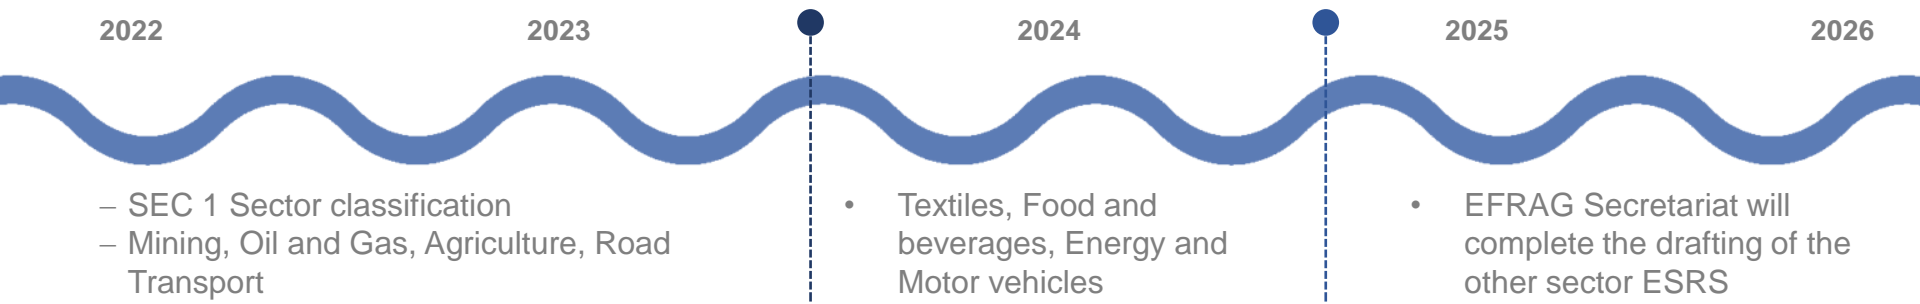 2022 2023 2024 2025 2026
– SEC 1 Sector classification
– Mining, Oil and Gas, Agriculture, Road
Transport
• Textiles, Food and
beverages, Energy and
Motor vehicles
• EFRAG Secretariat will
complete the drafting of the
other sector ESRS